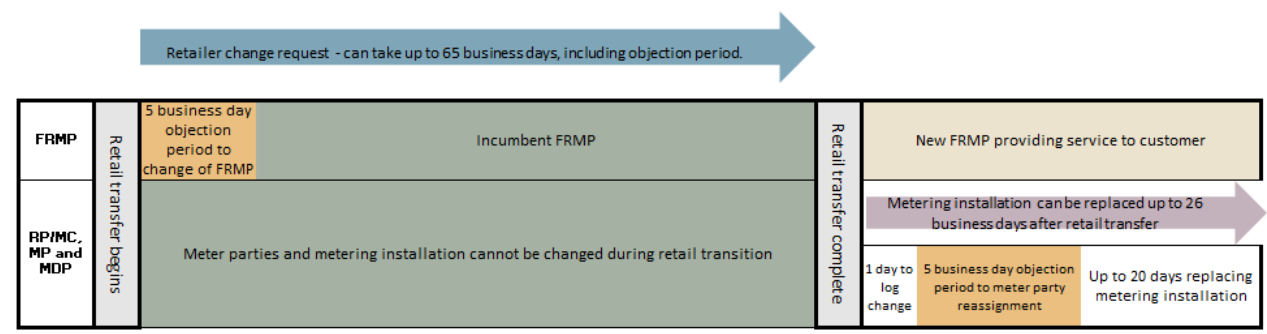 Retailer change request - can take up to 65 business days, including objection period.
FRMP
Retail transfer begins
5 business day
objection
period to
change of FRMP
Incumbent FRMP
Retail transfer complete
New FRMP providing service to customer
RP/MC,
MP and
MDP
Meter parties and metering installation cannot be changed during retail transition
Metering installation can be replaced up to 26
business days after retail transfer
1 day to
log
change
5 business day objection
period to meter party
reassignment
Up to 20 days replacing
metering installation